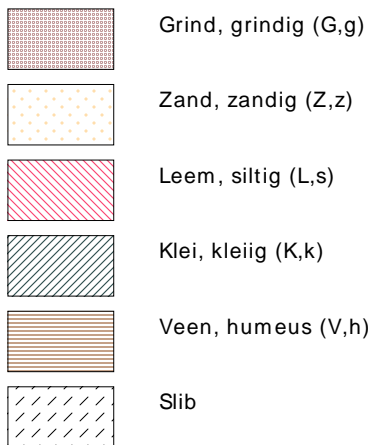 Grind, grindig (G,g)
Zand, zandig (Z,z)
Leem, siltig (L,s)
Klei, kleiig (K,k)
Veen, humeus (V,h)
Slib